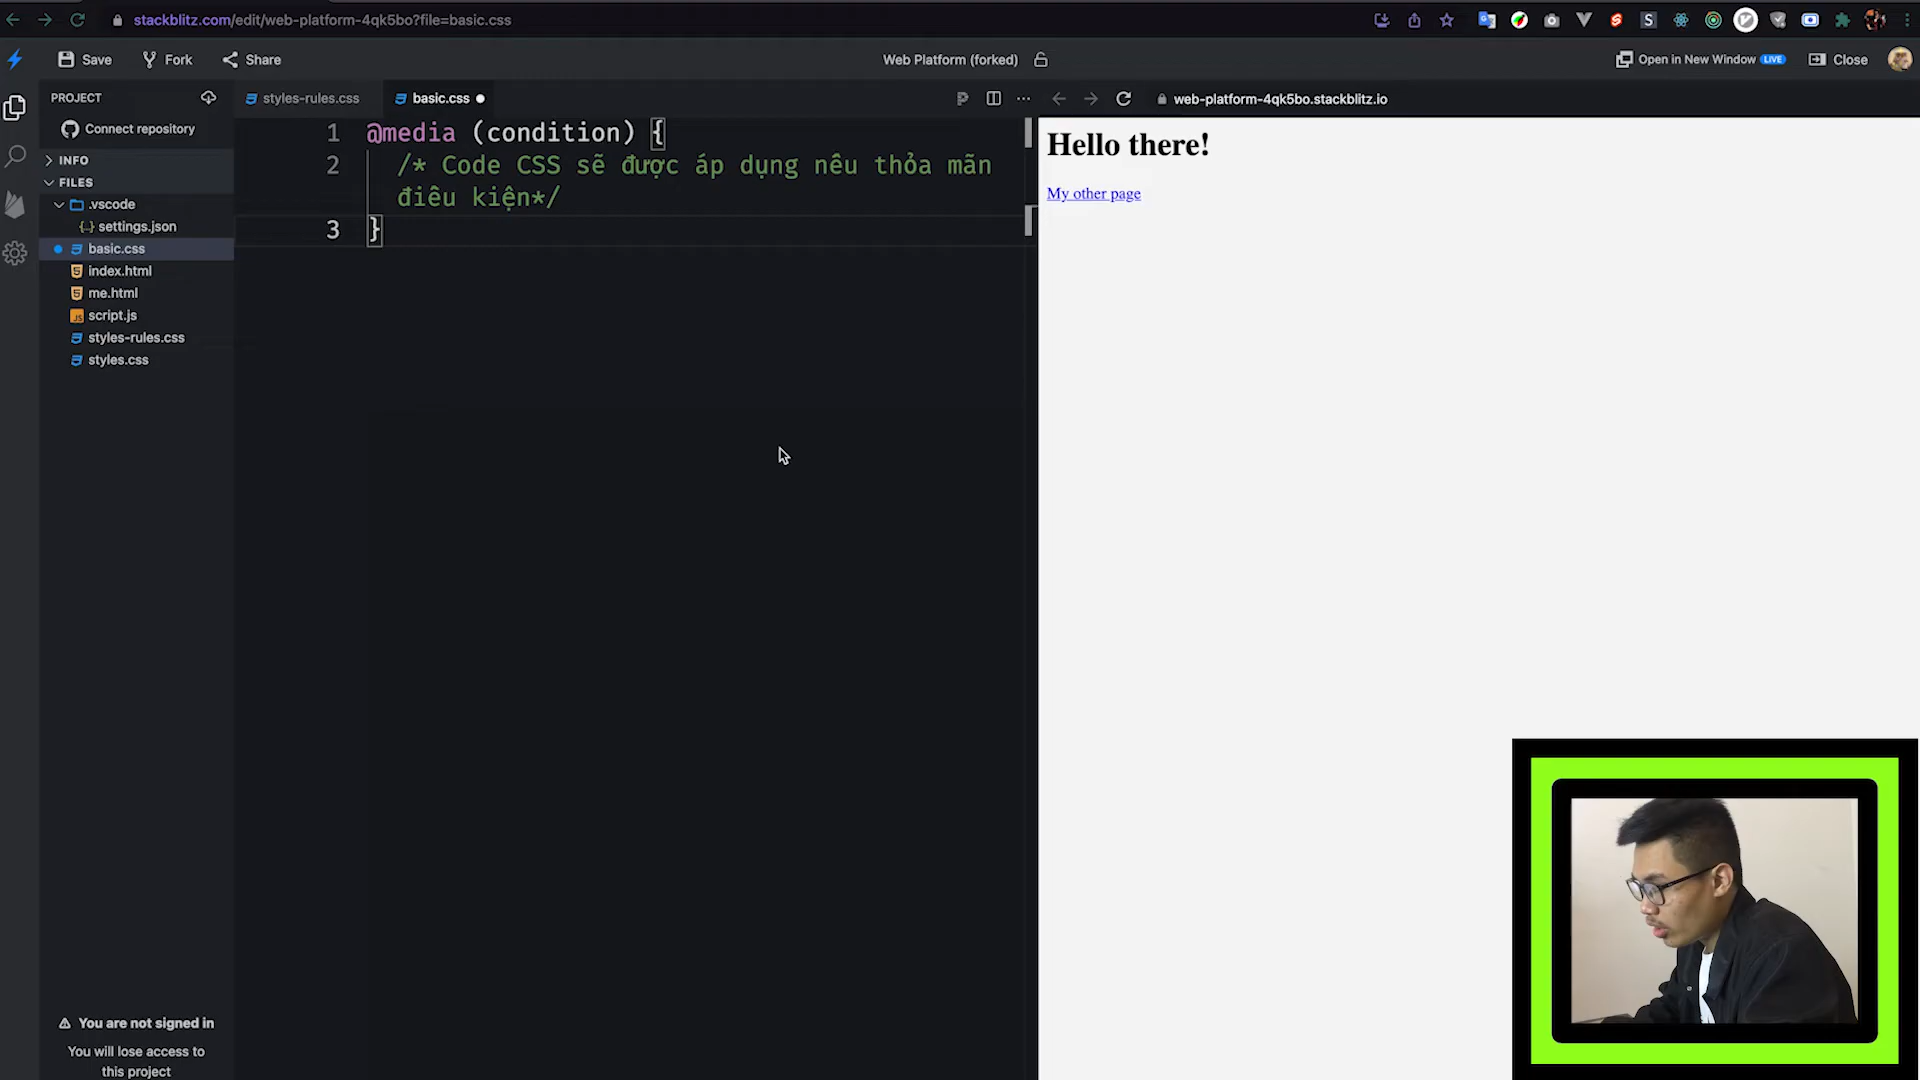 stackblitz.com/edit/web-platform-4qk5bo?file=basic.css
Save
Fork
Share
Web Platform (forked)
Open in New Window LIVE
Close
PROJECT
Connect repository
INFO
FILES
.vscode
settings.json
basic.css
index.html
me.html
script.js
styles-rules.css
styles.css
You are not signed in
You will lose access to
this project
styles-rules.css
basic.css
1 @media (condition) {
2 /* Code CSS sẽ được áp dụng nêu thỏa mãn
điêu kiện*/
3 }
web-platform-4qk5bo.stackblitz.io
Hello there!
My other page